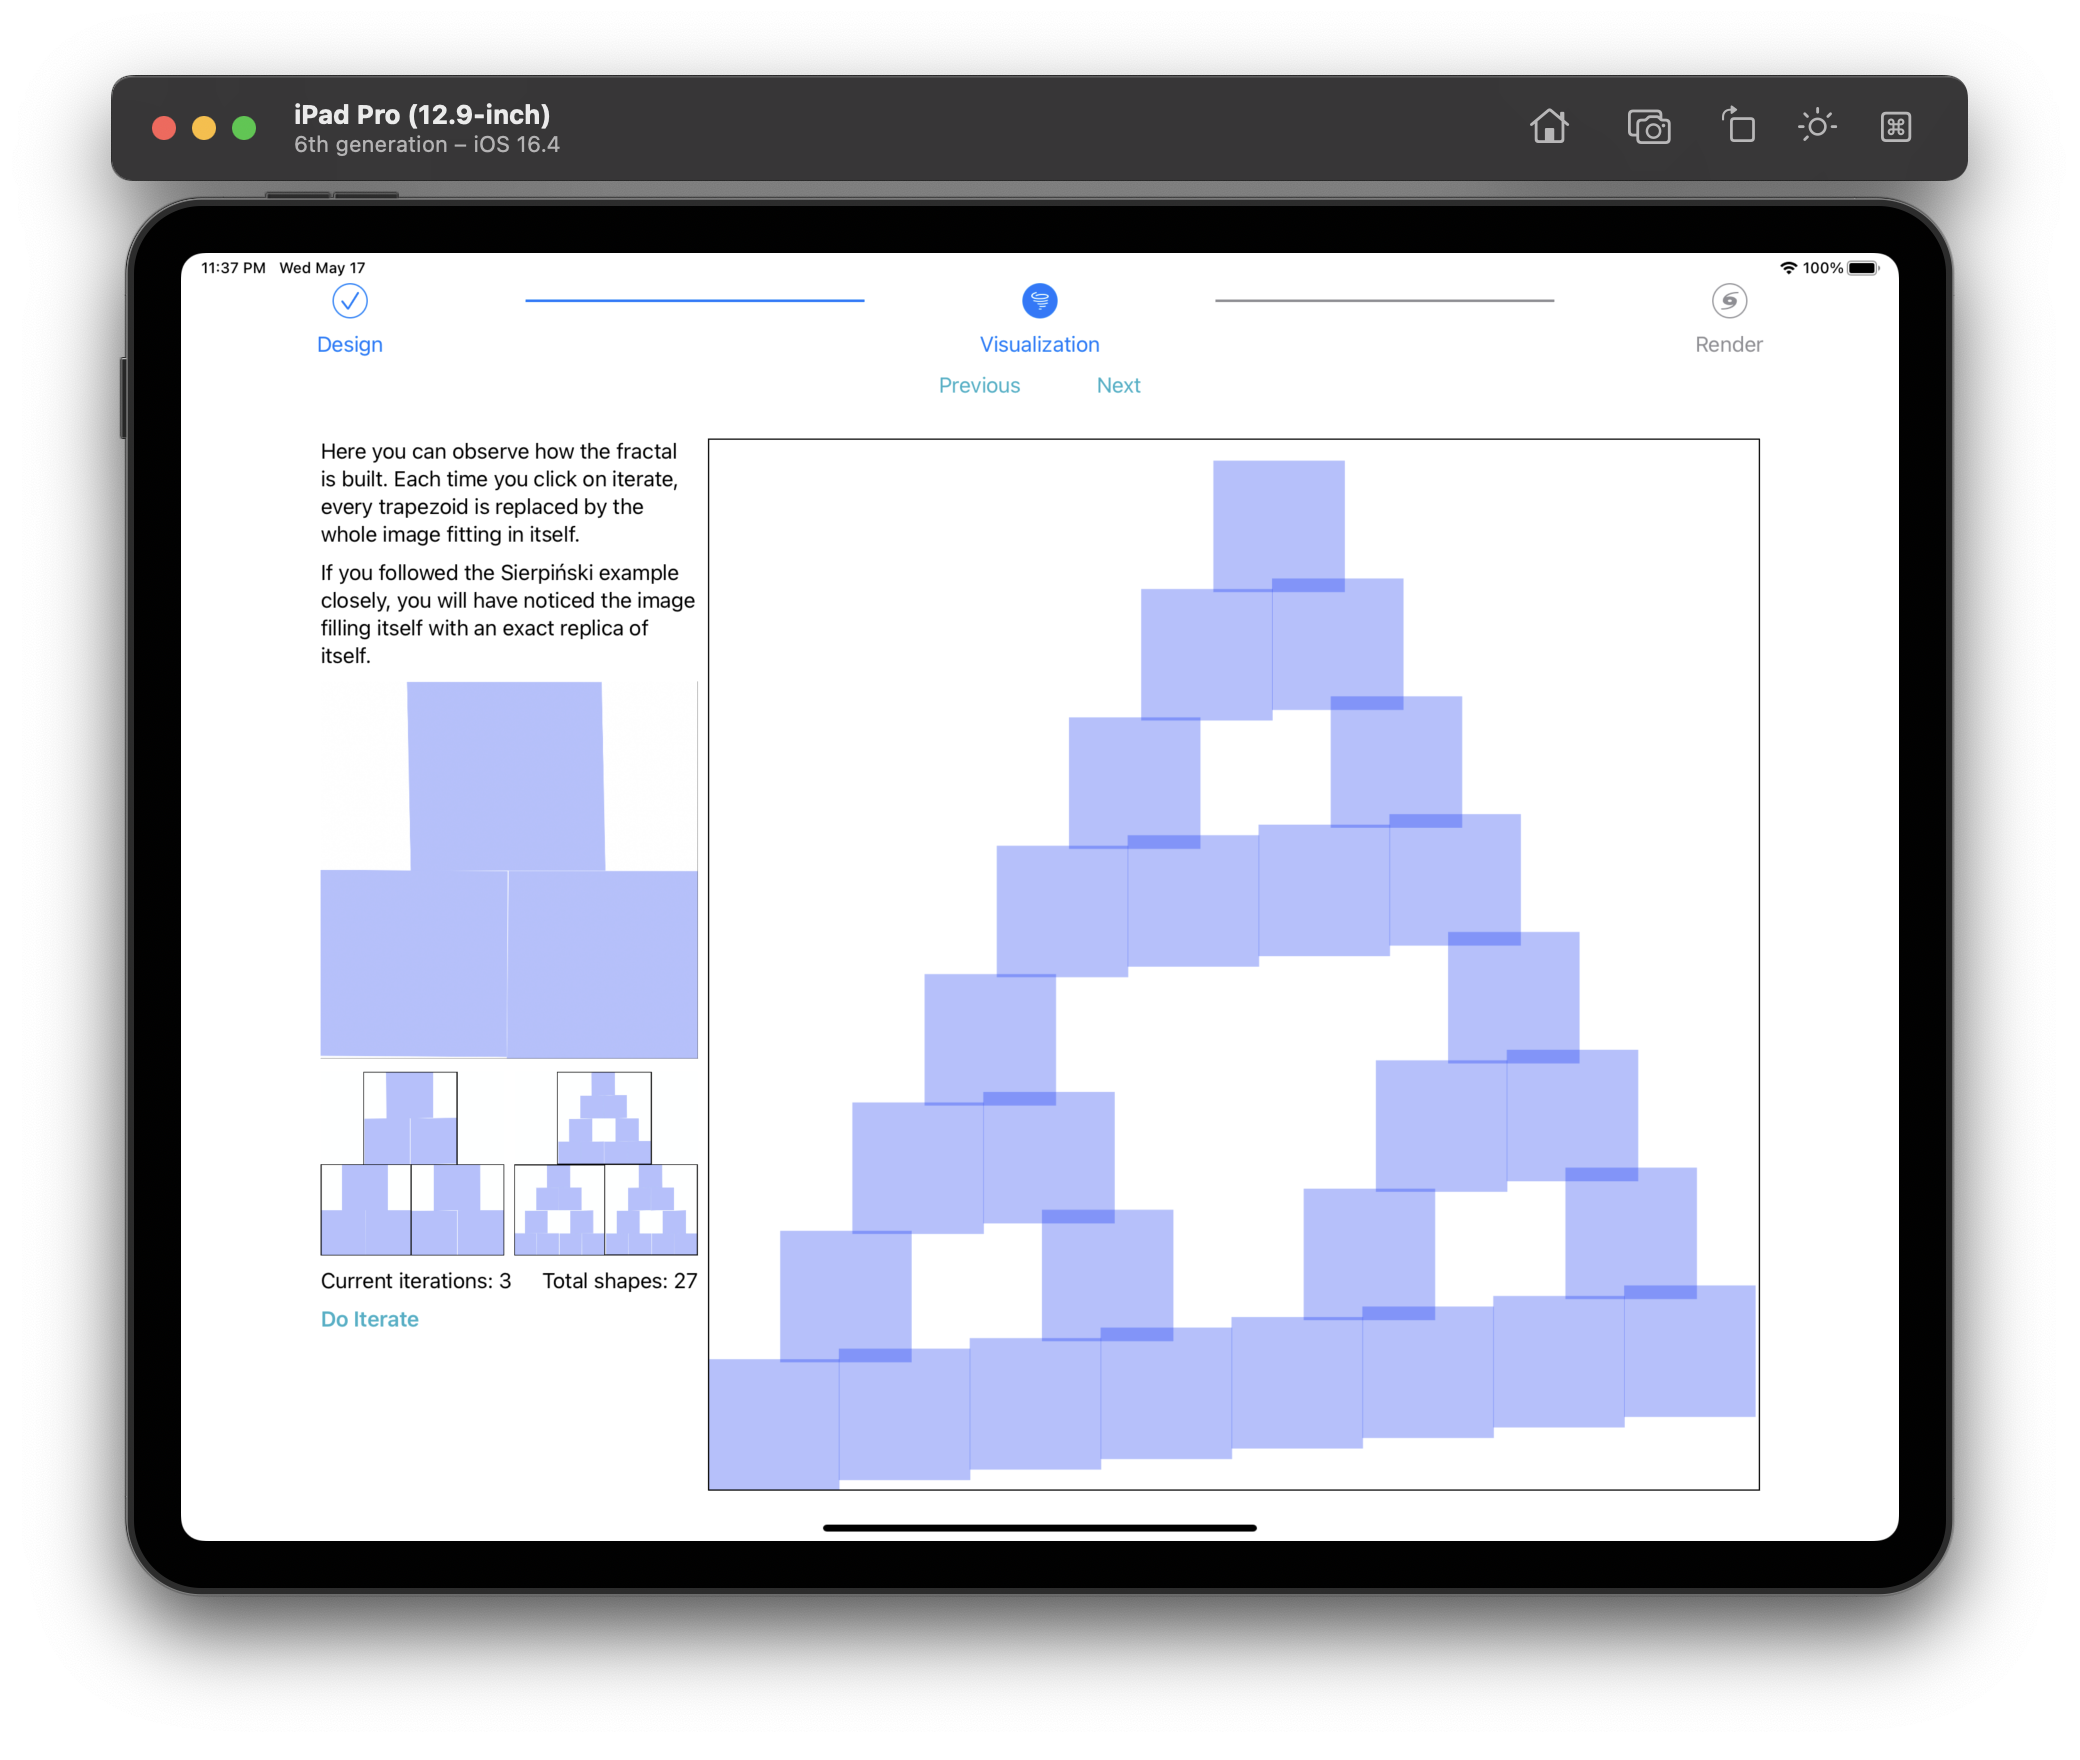 iPad Pro (12.9-inch)
6th generation – iOS 16.4
11:37 PM Wed May 17
100%
Design
Visualization
Render
Previous Next
Here you can observe how the fractal
is built. Each time you click on iterate,
every trapezoid is replaced by the
whole image fitting in itself.
If you followed the Sierpiński example
closely, you will have noticed the image
filling itself with an exact replica of
itself.
Current iterations: 3 Total shapes: 27
Do Iterate